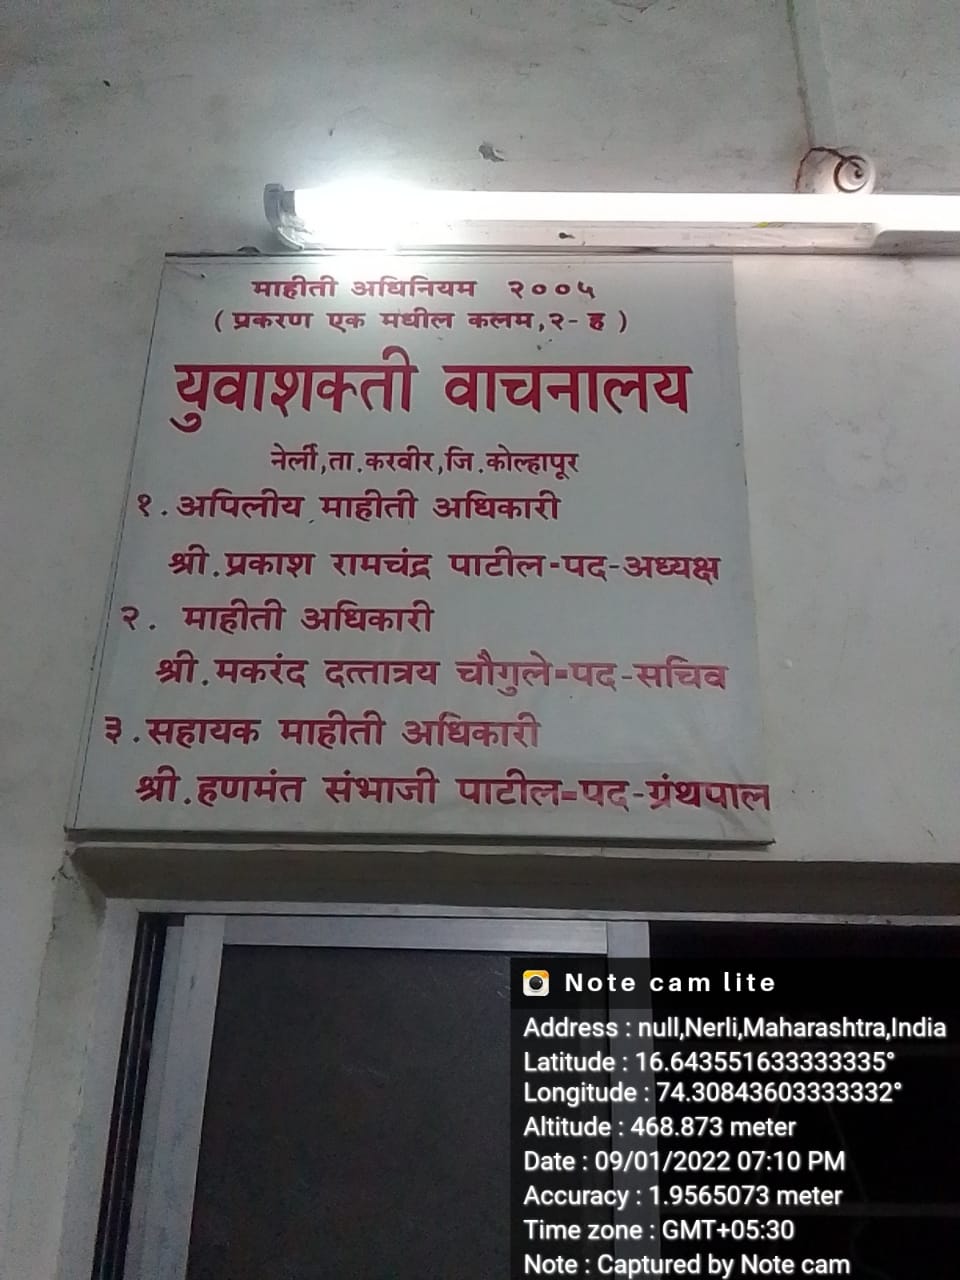 माहीती अधिनियम २००५
( प्रकरण एक मधील कलम,२- ह )
युवाशक्ती वाचनालय
नेर्ली,ता.करवीर,जि.कोल्हापूर
१.अपिलीय माहीती अधिकारी
श्री.प्रकाश रामचंद्र पाटील-पद-अध्यक्ष
२. माहीती अधिकारी
श्री.मकरंद दत्तात्रय चौगुले=पद-सचिव
३.सहायक माहीती अधिकारी
श्री.हणमंत संभाजी पाटील=पद-ग्रंथपाल
Note cam lite
Address : null,Nerli,Maharashtra,India
Latitude : 16.643551633333335°
Longitude : 74.30843603333332°
Altitude : 468.873 meter
Date : 09/01/2022 07:10 PM
Accuracy : 1.9565073 meter
Time zone : GMT+05:30
Note : Captured by Note cam